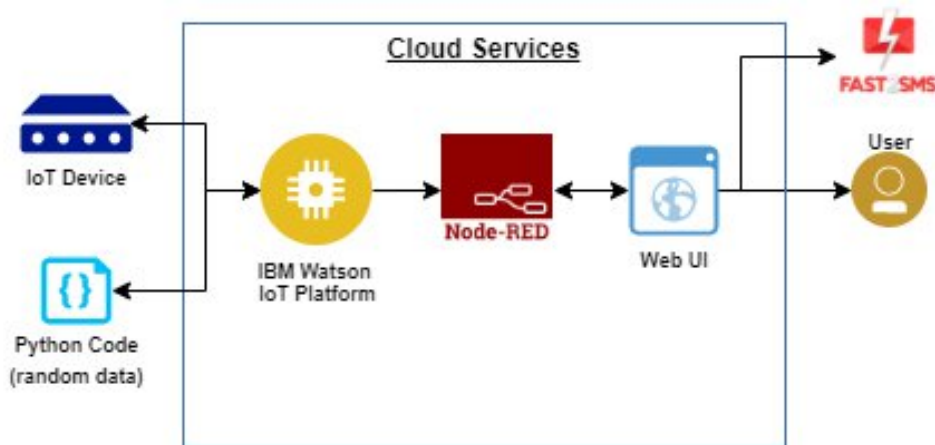 Cloud Services
FAST2SMS
IoT Device
User
Node-RED
Web UI
IBM Watson
IoT Platform
Python Code
(random data)